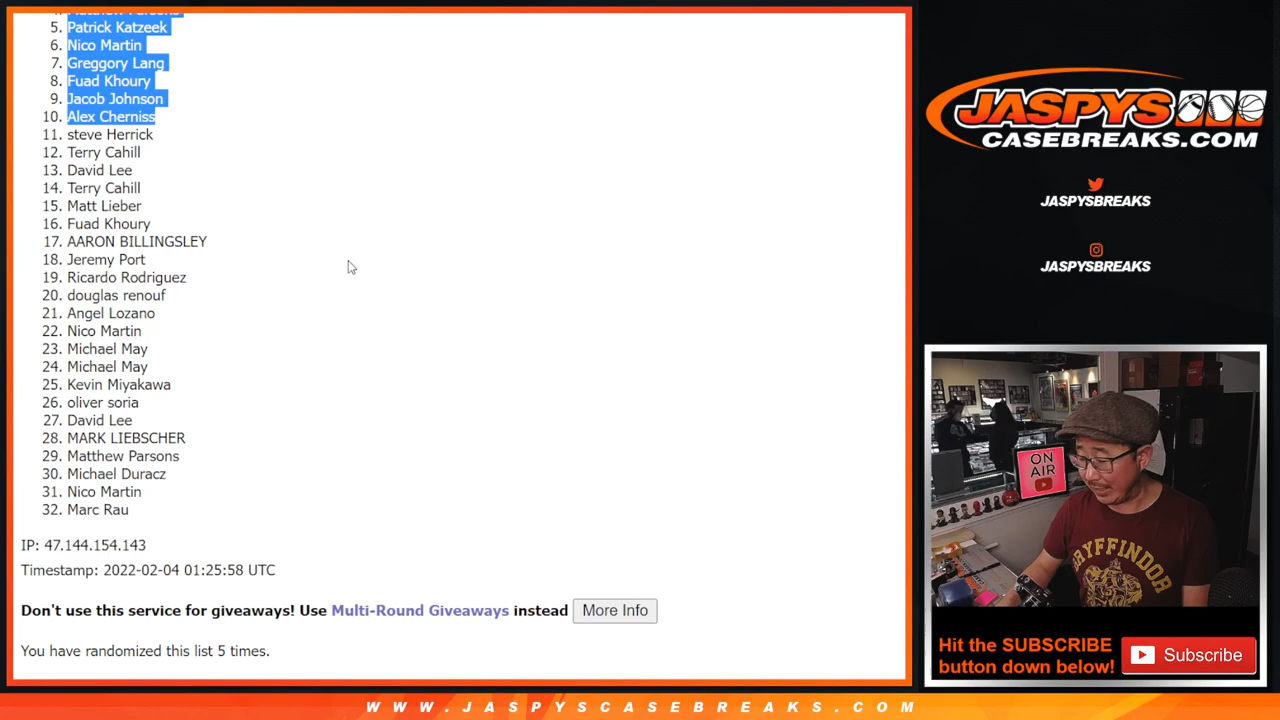 4. Matthew Parsons
5. Patrick Katzeek
6. Nico Martin
7. Greggory Lang
8. Fuad Khoury
9. Jacob Johnson
10. Alex Cherniss
11. steve Herrick
12. Terry Cahill
13. David Lee
14. Terry Cahill
15. Matt Lieber
16. Fuad Khoury
17. AARON BILLINGSLEY
18. Jeremy Port
19. Ricardo Rodriguez
20. douglas renouf
21. Angel Lozano
22. Nico Martin
23. Michael May
24. Michael May
25. Kevin Miyakawa
26. oliver soria
27. David Lee
28. MARK LIEBSCHER
29. Matthew Parsons
30. Michael Duracz
31. Nico Martin
32. Marc Rau
IP: 47.144.154.143
Timestamp: 2022-02-04 01:25:58 UTC
Don't use this service for giveaways! Use Multi-Round Giveaways instead More Info
You have randomized this list 5 times.
JASPYS
CASEBREAKS.COM
JASPYSBREAKS
JASPYSBREAKS
ON
AIR
GRYFFINDOR
Hit the SUBSCRIBE
button down below!
Subscribe
WWW.JASPYSCASEBREAKS.COM